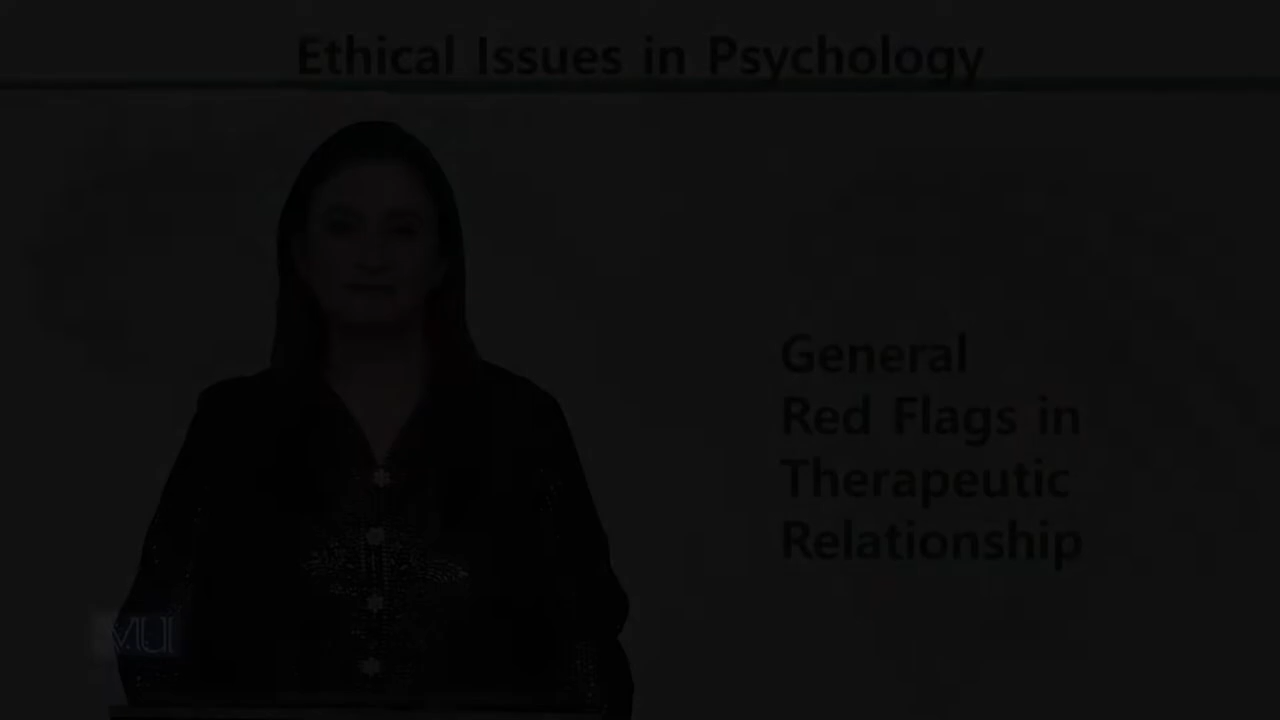 Ethical Issues in Psychology
General
Red Flags in
Therapeutic
Relationship